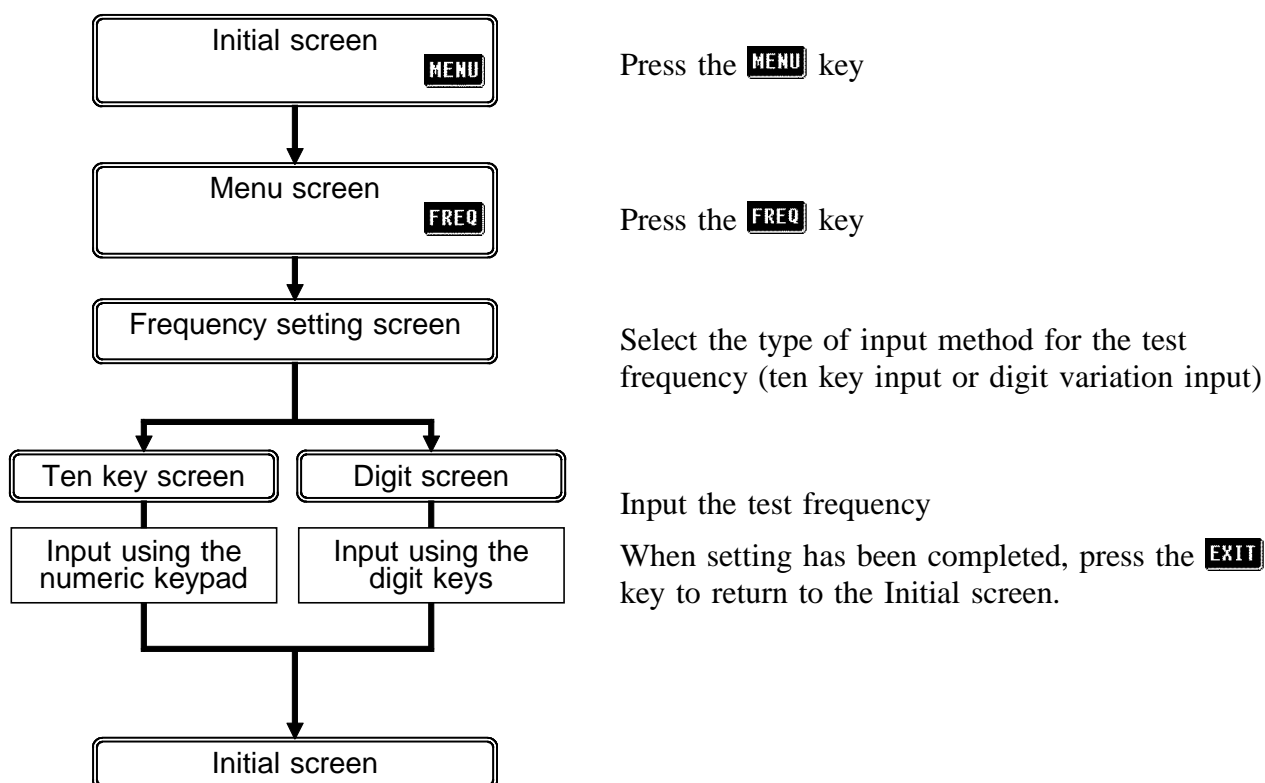 Initial screen
MENU
Press the MENU key
Menu screen
FREQ
Press the FREQ key
Frequency setting screen
Select the type of input method for the test
frequency (ten key input or digit variation input)
Ten key screen
Digit screen
Input the test frequency
Input using the
numeric keypad
Input using the
digit keys
When setting has been completed, press the EXIT
key to return to the Initial screen.
Initial screen